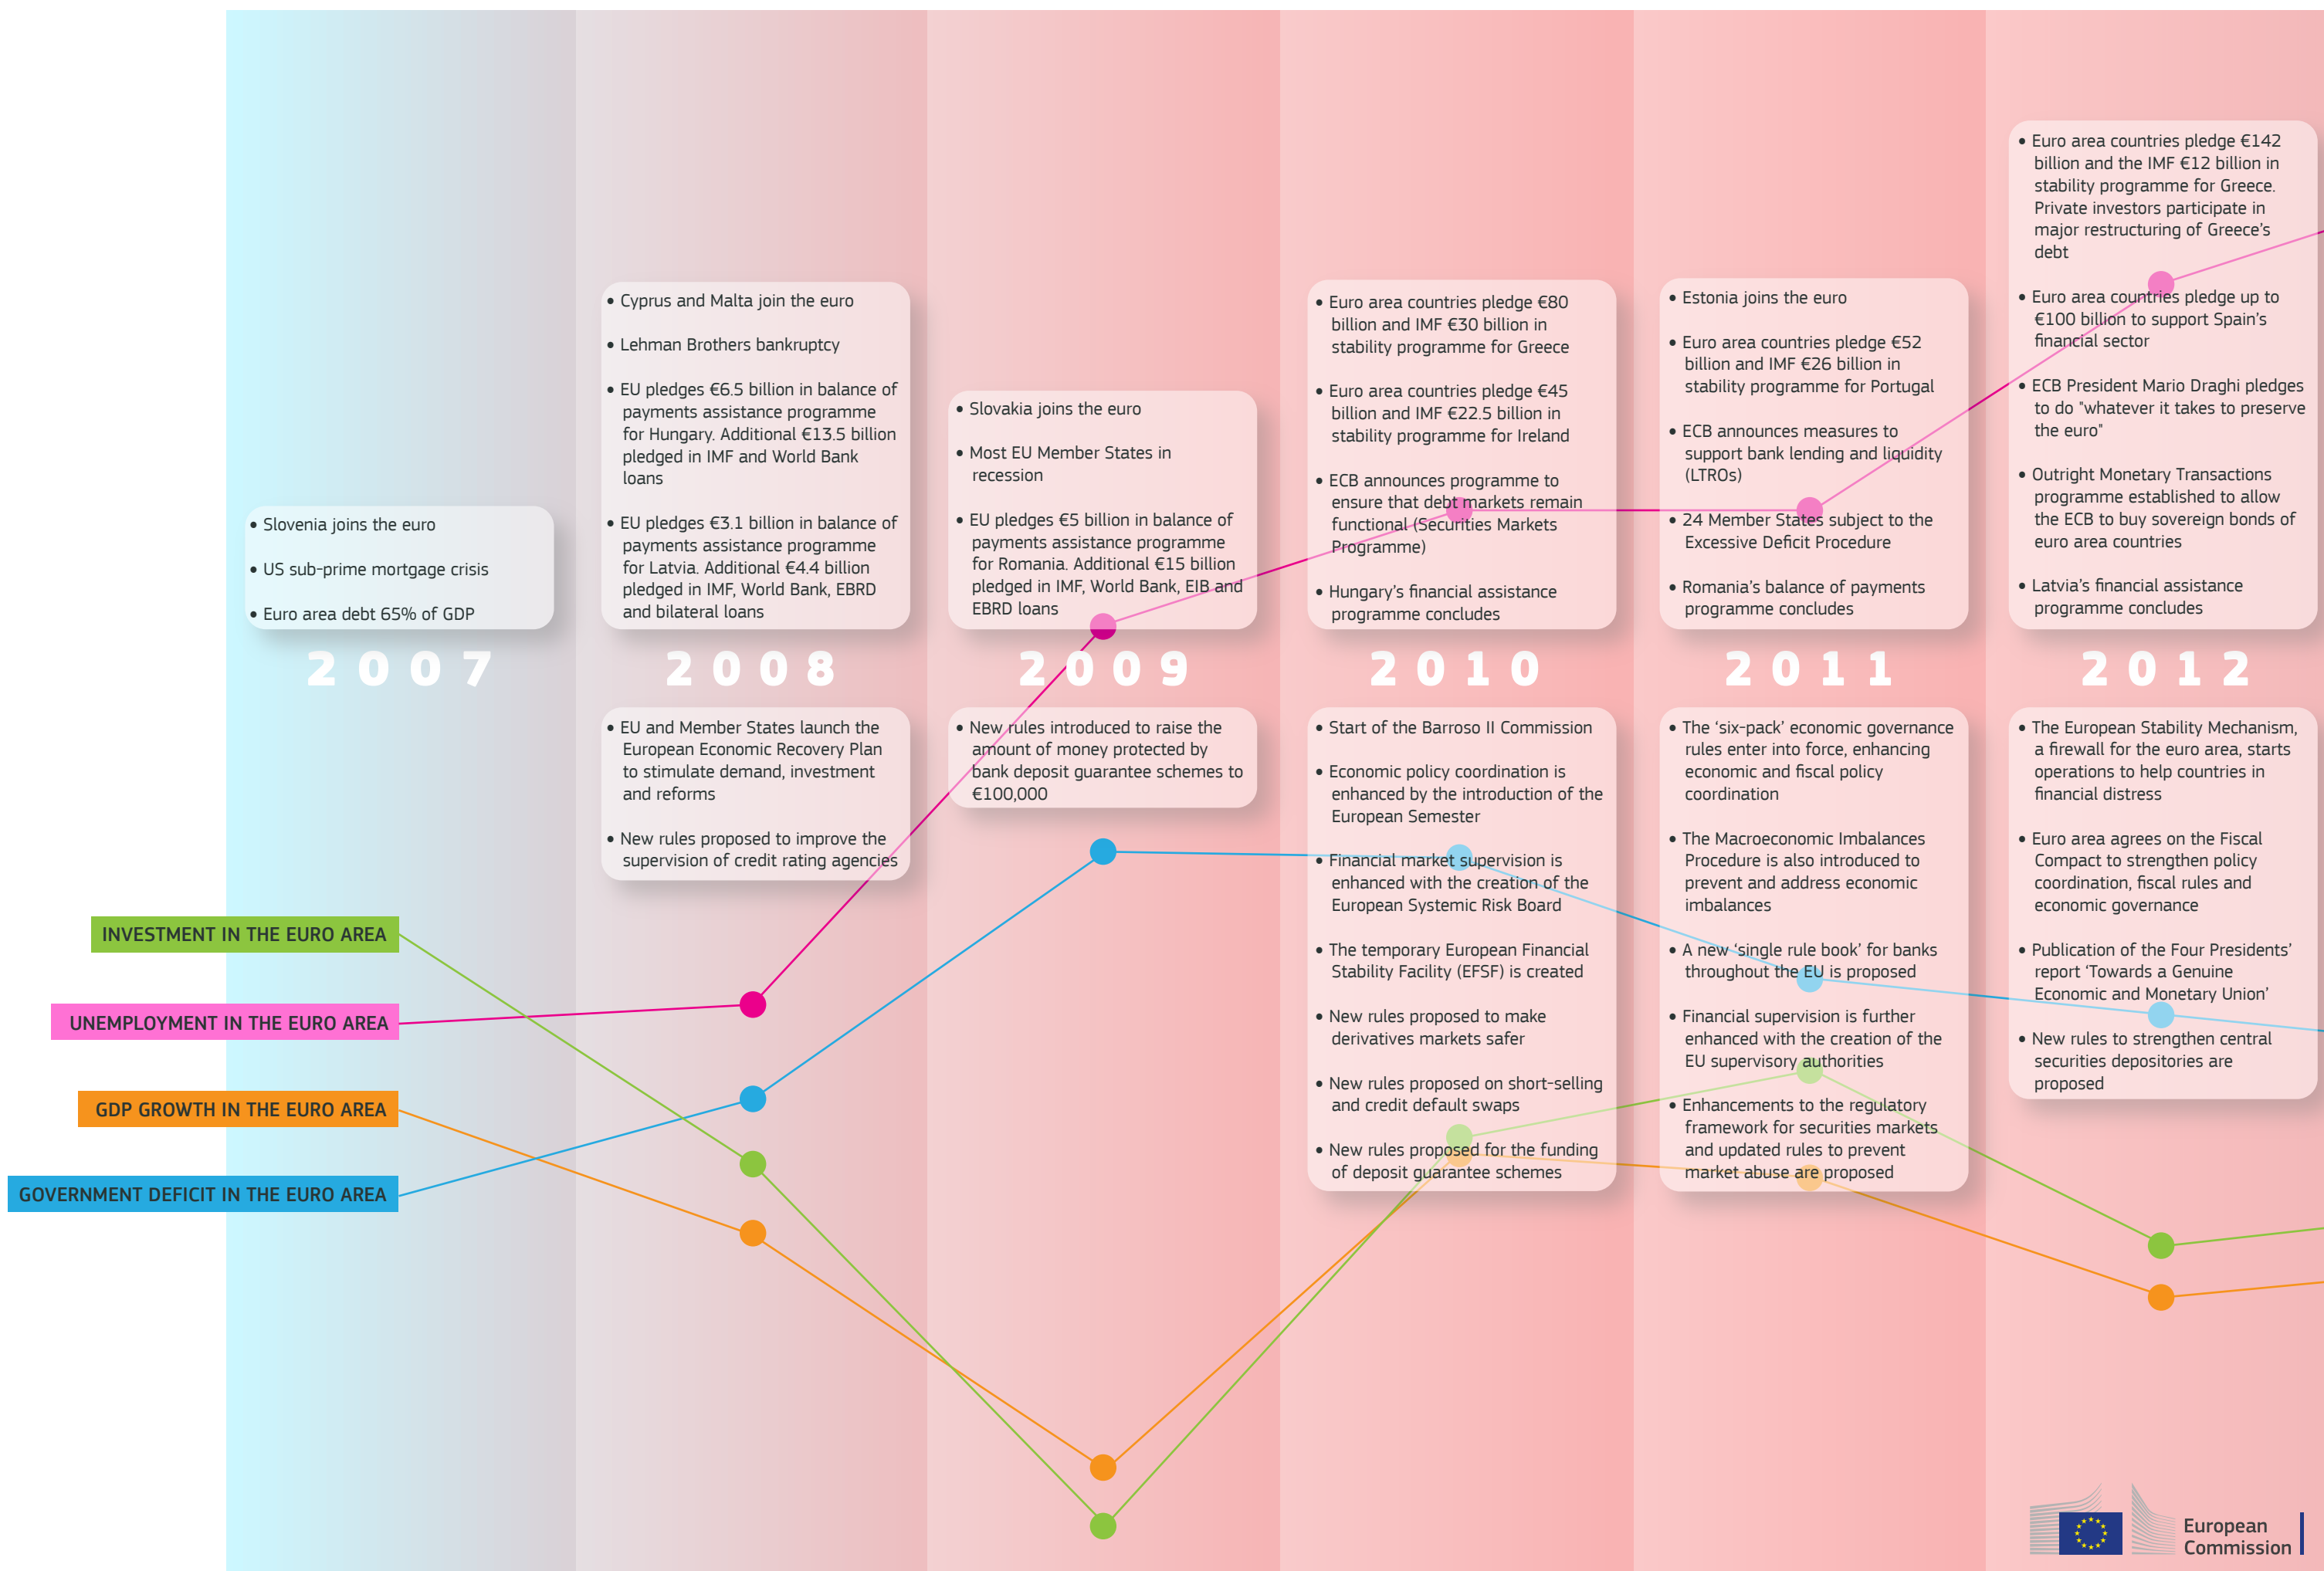 • Slovenia joins the euro
• US sub-prime mortgage crisis
• Euro area debt 65% of GDP
2007
• Cyprus and Malta join the euro
• Lehman Brothers bankruptcy
• EU pledges €6.5 billion in balance of
payments assistance programme
for Hungary. Additional €13.5 billion
pledged in IMF and World Bank
loans
• EU pledges €3.1 billion in balance of
payments assistance programme
for Latvia. Additional €4.4 billion
pledged in IMF, World Bank, EBRD
and bilateral loans
2008
• EU and Member States launch the
European Economic Recovery Plan
to stimulate demand, investment
and reforms
• New rules proposed to improve the
supervision of credit rating agencies
• Slovakia joins the euro
• Most EU Member States in
recession
• EU pledges €5 billion in balance of
payments assistance programme
for Romania. Additional €15 billion
pledged in IMF, World Bank, EIB and
EBRD loans
2009
• New rules introduced to raise the
amount of money protected by
bank deposit guarantee schemes to
€100,000
• Euro area countries pledge €80
billion and IMF €30 billion in
stability programme for Greece
• Euro area countries pledge €45
billion and IMF €22.5 billion in
stability programme for Ireland
• ECB announces programme to
ensure that debt markets remain
functional (Securities Markets
Programme)
• Hungary's financial assistance
programme concludes
2010
• Start of the Barroso II Commission
• Economic policy coordination is
enhanced by the introduction of the
European Semester
• Financial market supervision is
enhanced with the creation of the
European Systemic Risk Board
• The temporary European Financial
Stability Facility (EFSF) is created
• New rules proposed to make
derivatives markets safer
• New rules proposed on short-selling
and credit default swaps
• New rules proposed for the funding
of deposit guarantee schemes
• Estonia joins the euro
• Euro area countries pledge €52
billion and IMF €26 billion in
stability programme for Portugal
• ECB announces measures to
support bank lending and liquidity
(LTROs)
• 24 Member States subject to the
Excessive Deficit Procedure
• Romania's balance of payments
programme concludes
2011
• The ‘six-pack’ economic governance
rules enter into force, enhancing
economic and fiscal policy
coordination
• The Macroeconomic Imbalances
Procedure is also introduced to
prevent and address economic
imbalances
• A new ‘single rule book’ for banks
throughout the EU is proposed
• Financial supervision is further
enhanced with the creation of the
EU supervisory authorities
• Enhancements to the regulatory
framework for securities markets
and updated rules to prevent
market abuse are proposed
• Euro area countries pledge €142
billion and the IMF €12 billion in
stability programme for Greece.
Private investors participate in
major restructuring of Greece's
debt
• Euro area countries pledge up to
€100 billion to support Spain's
financial sector
• ECB President Mario Draghi pledges
to do "whatever it takes to preserve
the euro"
• Outright Monetary Transactions
programme established to allow
the ECB to buy sovereign bonds of
euro area countries
• Latvia's financial assistance
programme concludes
2012
• The European Stability Mechanism,
a firewall for the euro area, starts
operations to help countries in
financial distress
• Euro area agrees on the Fiscal
Compact to strengthen policy
coordination, fiscal rules and
economic governance
• Publication of the Four Presidents’
report ‘Towards a Genuine
Economic and Monetary Union’
• New rules to strengthen central
securities depositories are
proposed
INVESTMENT IN THE EURO AREA
UNEMPLOYMENT IN THE EURO AREA
GDP GROWTH IN THE EURO AREA
GOVERNMENT DEFICIT IN THE EURO AREA
European
Commission